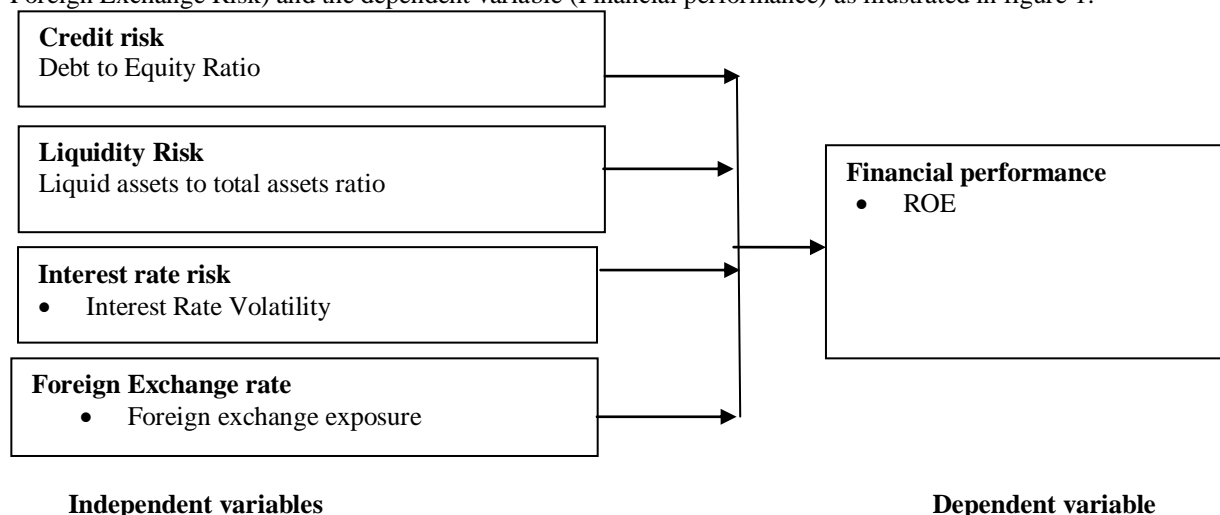 Foreign Exchange Risk) and the dependent variable (Financial performance) as illustrated in figure 1.
Credit risk
Debt to Equity Ratio
Liquidity Risk
Liquid assets to total assets ratio
Interest rate risk
• Interest Rate Volatility
Foreign Exchange rate
• Foreign exchange exposure
Financial performance
• ROE
Independent variables
Dependent variable